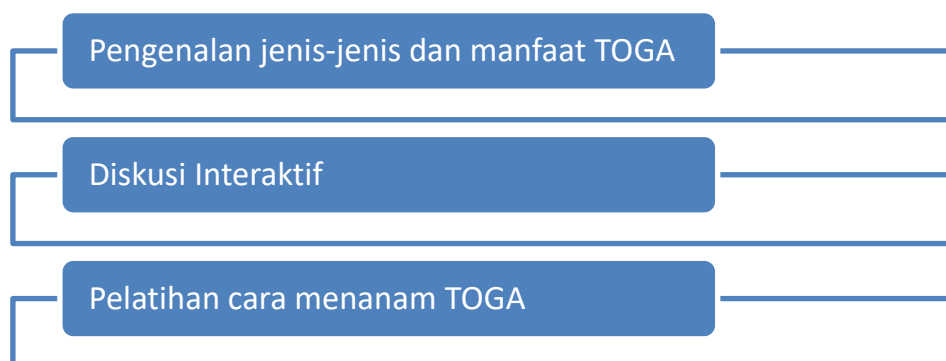 Pengenalan jenis-jenis dan manfaat TOGA
Diskusi Interaktif
Pelatihan cara menanam TOGA